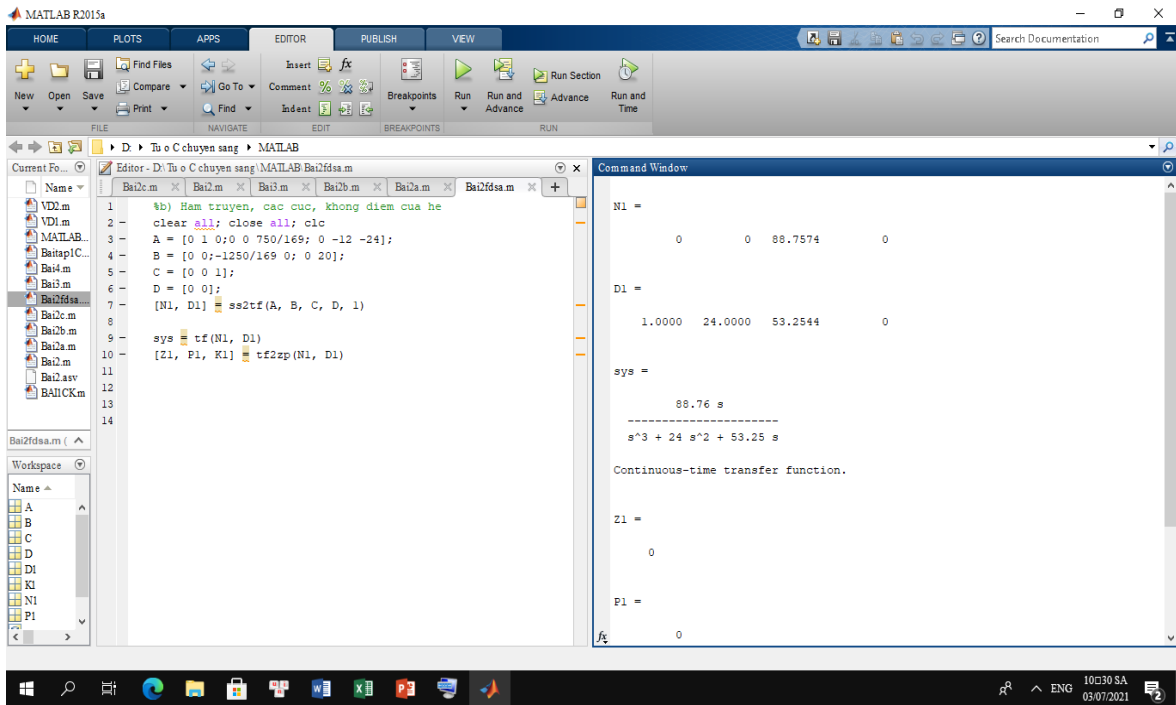 MATLAB R2015a
HOME PLOTS APPS EDITOR PUBLISH VIEW Search Documentation
New Open Save Find Files Compare Print Go To Find Insert fx Comment Indent Breakpoints Run Run and Advance Run Section Advance Run and Time
FILE NAVIGATE EDIT BREAKPOINTS RUN
D: Tu o C chuyen sang MATLAB
Current Fo...
Name
VD2.m
VD1.m
MATLAB...
Baitap1C...
Bai4.m
Bai3.m
Bai2fdsa....
Bai2c.m
Bai2b.m
Bai2a.m
Bai2.m
Bai2.asv
BAI1CK.m
Bai2fdsa.m (
Workspace
Name
A
B
C
D
D1
K1
N1
P1
Editor - D:\Tu o C chuyen sang\MATLAB\Bai2fdsa.m
Bai2c.m Bai2.m Bai3.m Bai2b.m Bai2a.m Bai2fdsa.m
1 %b) Ham truyen, cac cuc, khong diem cua he
2 - clear all; close all; clc
3 - A = [0 1 0;0 0 750/169; 0 -12 -24];
4 - B = [0 0;-1250/169 0; 0 20];
5 - C = [0 0 1];
6 - D = [0 0];
7 - [N1, D1] = ss2tf(A, B, C, D, 1)
8
9 - sys = tf(N1, D1)
10 - [Z1, P1, K1] = tf2zp(N1, D1)
11
12
13
14
Command Window
N1 =
0 0 88.7574 0
D1 =
1.0000 24.0000 53.2544 0
sys =
88.76 s
-----------------------
s^3 + 24 s^2 + 53.25 s
Continuous-time transfer function.
Z1 =
0
P1 =
0
fx
ENG
10□30 SA
03/07/2021
2